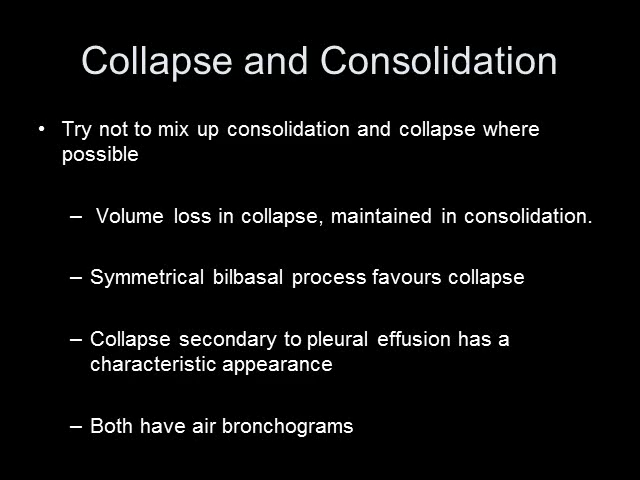 Collapse and Consolidation
• Try not to mix up consolidation and collapse where
possible
– Volume loss in collapse, maintained in consolidation.
– Symmetrical bilbasal process favours collapse
– Collapse secondary to pleural effusion has a
characteristic appearance
– Both have air bronchograms